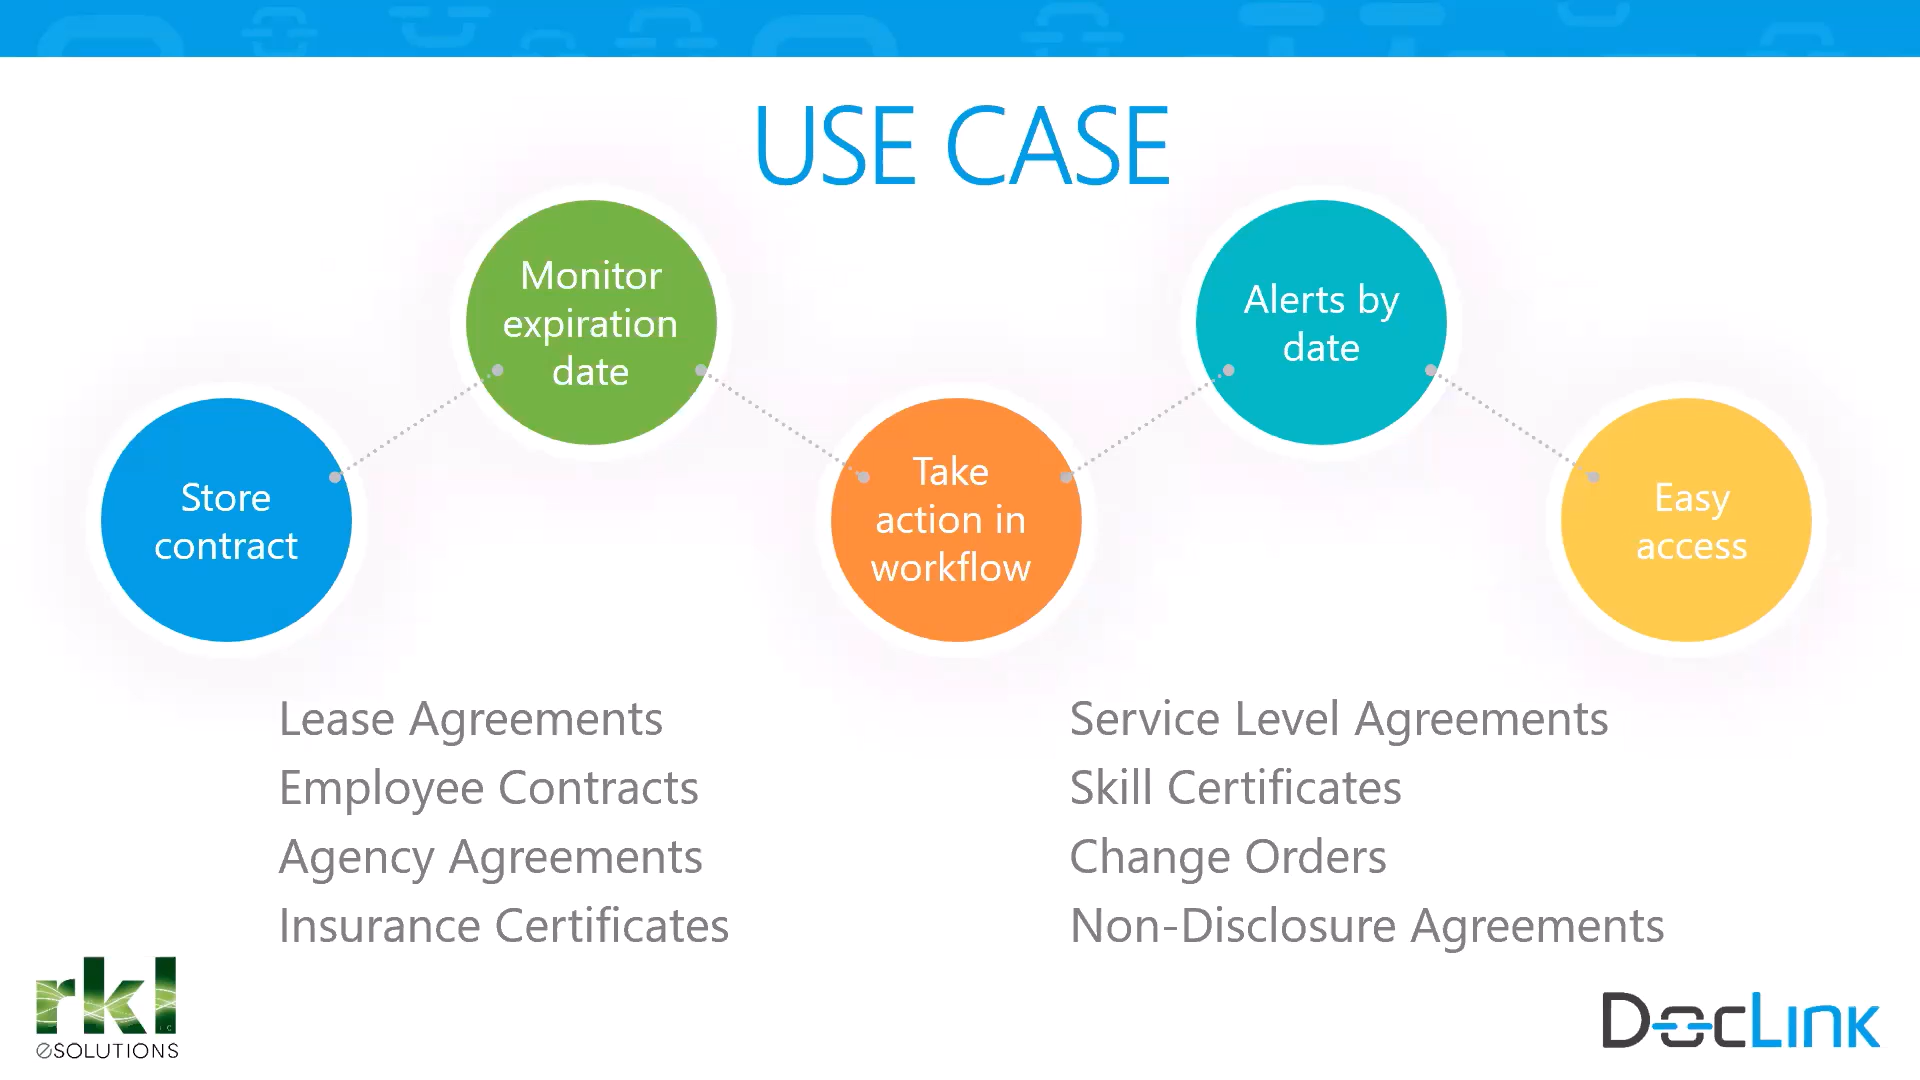 USE CASE
Store
contract
Monitor
expiration
date
Take
action in
workflow
Alerts by
date
Easy
access
Lease Agreements
Employee Contracts
Agency Agreements
Insurance Certificates
Service Level Agreements
Skill Certificates
Change Orders
Non-Disclosure Agreements
rkl
eSOLUTIONS
DocLink